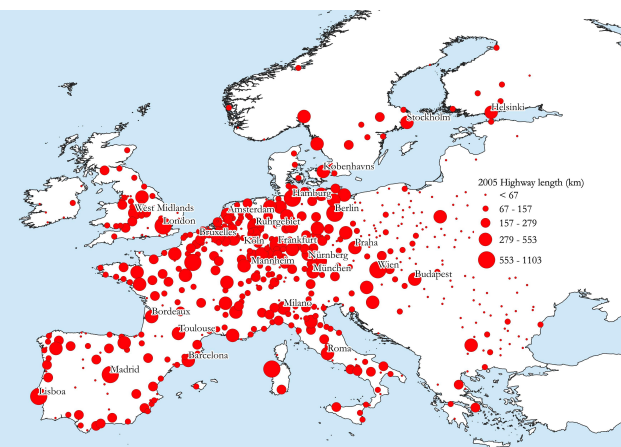 Helsinki
Stockholm
Kobenhavns
Hamburg
West Midlands
Amsterdam
Berlin
London
Ruhrgebiet
Bruxelles
Köln
Frankfurt
Praha
Nürnberg
Mannheim
München
Wien
Budapest
Milano
Bordeaux
Toulouse
Roma
Barcelona
Madrid
Lisboa
2005 Highway length (km)
< 67
67 - 157
157 - 279
279 - 553
553 - 1103